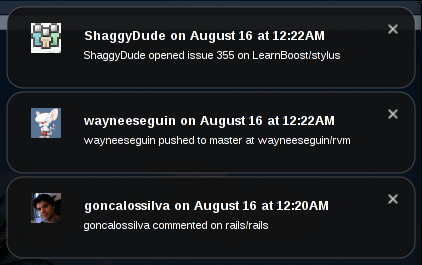 ShaggyDude on August 16 at 12:22AM
ShaggyDude opened issue 355 on LearnBoost/stylus
wayneeseguin on August 16 at 12:22AM
wayneeseguin pushed to master at wayneeseguin/rvm
goncalossilva on August 16 at 12:20AM
goncalossilva commented on rails/rails